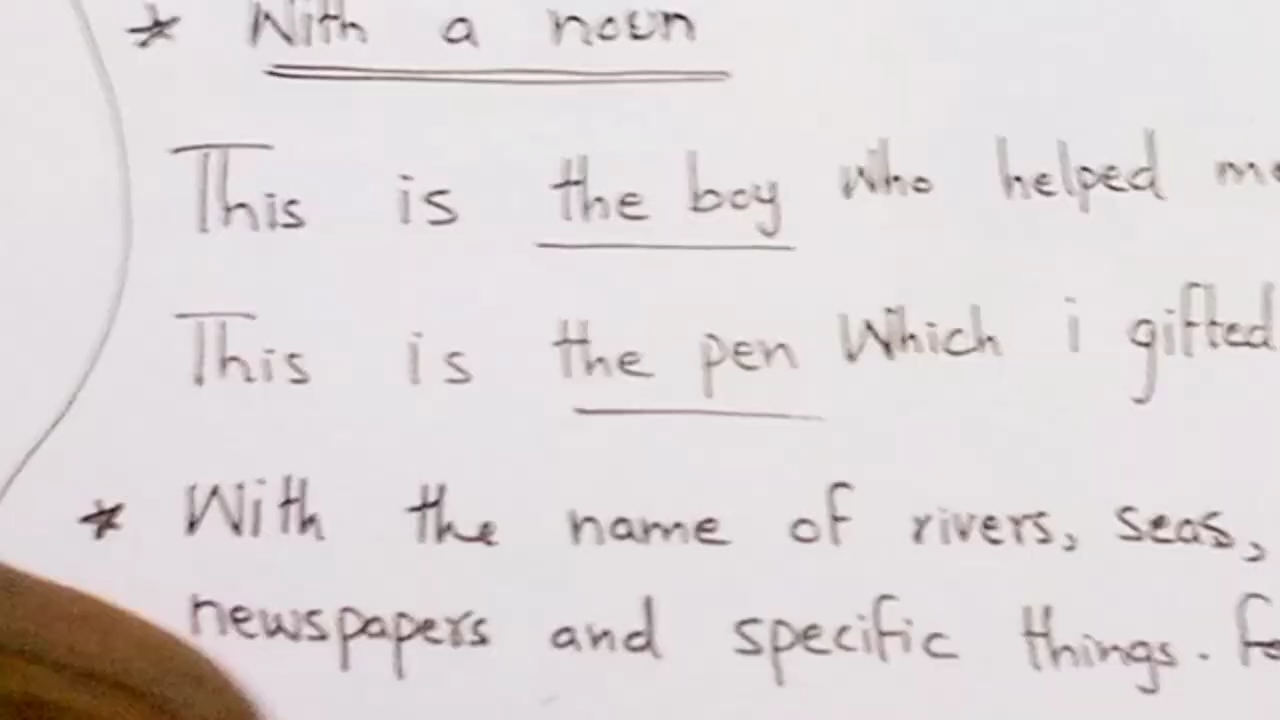 * With a noun
This is the boy who helped me
This is the pen Which i gifted
* With the name of rivers, seas,
newspapers and specific things.